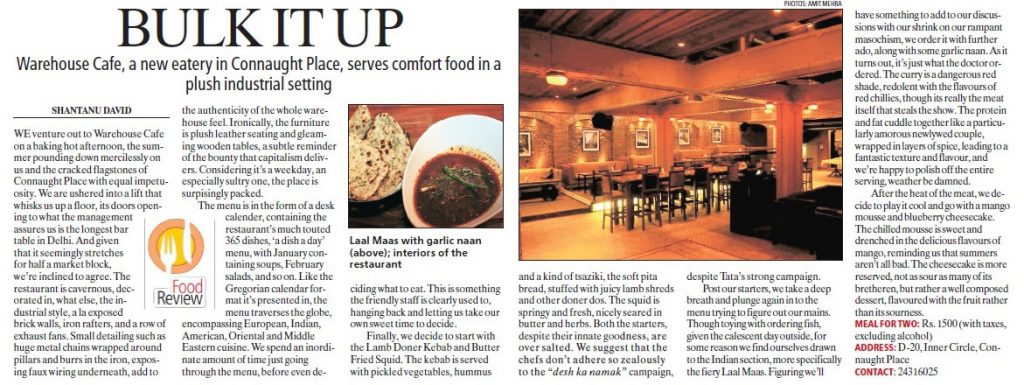 PHOTOS: AMIT MEHRA
BULK IT UP
Warehouse Cafe, a new eatery in Connaught Place, serves comfort food in a
plush industrial setting
SHANTANU DAVID
WE venture out to Warehouse Cafe
on a baking hot afternoon, the sum-
mer pounding down mercilessly on
us and the cracked flagstones of
Connaught Place with equal impetu-
osity. We are ushered into a lift that
whisks us up a floor, its doors open-
ing to what the management
assures us is the longest bar
table in Delhi. And given
that it seemingly stretches
for half a market block,
we're inclined to agree. The
restaurant is cavernous, dec-
orated in, what else, the in-
dustrial style, a la exposed
brick walls, iron rafters, and a row of
exhaust fans. Small detailing such as
huge metal chains wrapped around
pillars and burrs in the iron, expos-
ing faux wiring underneath, add to
Food
Review
the authenticity of the whole ware-
house feel. Ironically, the furniture
is plush leather seating and gleam-
ing wooden tables, a subtle reminder
of the bounty that capitalism deliv-
ers. Considering it's a weekday, an
especially sultry one, the place is
surpisingly packed.
The menu is in the form of a desk
calender, containing the
restaurant's much touted
365 dishes, 'a dish a day'
menu, with January con-
taining soups, February
salads, and so on. Like the
Gregorian calendar for-
mat it's presented in, the
menu traverses the globe,
encompassing European, Indian,
American, Oriental and Middle
Eastern cuisine. We spend an inordi-
nate amount of time just going
through the menu, before even de-
Laal Maas with garlic naan
(above); interiors of the
restaurant
ciding what to eat. This is something
the friendly staff is clearly used to,
hanging back and letting us take our
own sweet time to decide.
Finally, we decide to start with
the Lamb Doner Kebab and Butter
Fried Squid. The kebab is served
with pickled vegetables, hummus
and a kind of tsaziki, the soft pita
bread, stuffed with juicy lamb shreds
and other doner dos. The squid is
springy and fresh, nicely seared in
butter and herbs. Both the starters,
despite their innate goodness, are
over salted. We suggest that the
chefs don't adhere so zealously
to the "desh ka namak" campaign,
despite Tata's strong campaign.
Post our starters, we take a deep
breath and plunge again in to the
menu trying to figure out our mains.
Though toying with ordering fish,
given the calescent day outside, for
some reason we find ourselves drawn
to the Indian section, more specifically
the fiery Laal Maas. Figuring we'll
have something to add to our discus-
sions with our shrink on our rampant
masochism, we order it with further
ado, along with some garlic naan. As it
turns out, it's just what the doctor or-
dered. The curry is a dangerous red
shade, redolent with the flavours of
red chillies, though its really the meat
itself that steals the show. The protein
and fat cuddle together like a particu-
larly amorous newlywed couple,
wrapped in layers of spice, leading to a
fantastic texture and flavour, and
we're happy to polish off the entire
serving, weather be damned.
After the heat of the meat, we de-
cide to play it cool and go with a mango
mousse and blueberry cheesecake.
The chilled mousse is sweet and
drenched in the delicious flavours of
mango, reminding us that summers
aren't all bad. The cheesecake is more
reserved, not as sour as many of its
bretheren, but rather a well composed
dessert, flavoured with the fruit rather
than its sourness.
MEAL FOR TWO: Rs. 1500 (with taxes,
excluding alcohol)
ADDRESS: D-20, Inner Circle, Con-
naught Place
CONTACT: 24316025